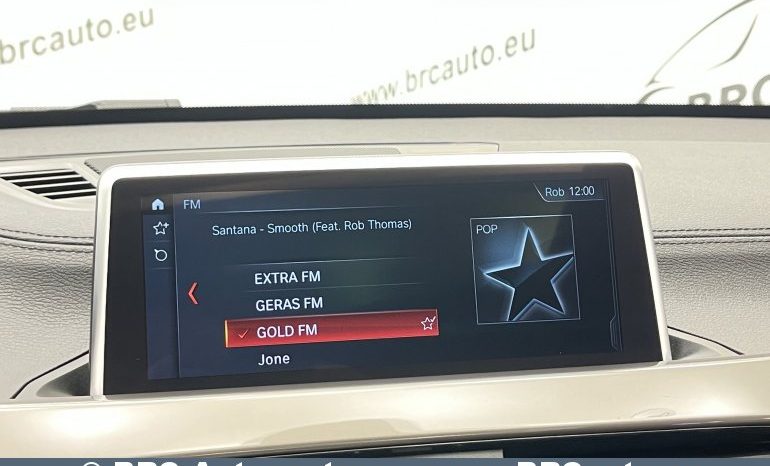 brcauto.eu
www.brcauto.eu
BRC
FM
Rob 12:00
Santana - Smooth (Feat. Rob Thomas)
POP
EXTRA FM
GERAS FM
GOLD FM
Jone